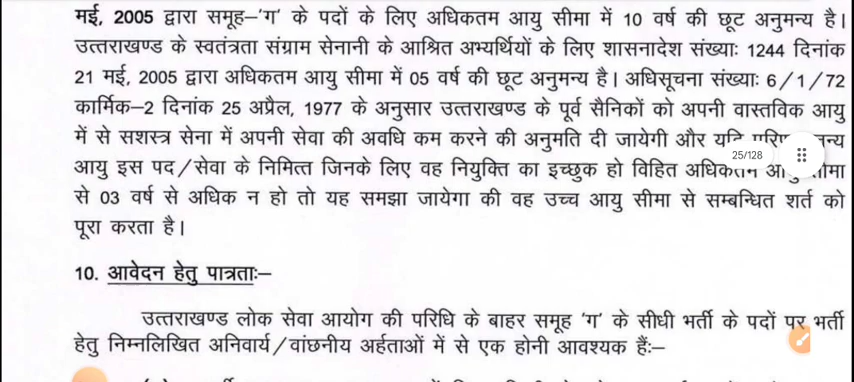 मई, 2005 द्वारा समूह–‘ग’ के पदों के लिए अधिकतम आयु सीमा में 10 वर्ष की छूट अनुमन्य है।
उत्तराखण्ड के स्वतंत्रता संग्राम सेनानी के आश्रित अभ्यर्थियों के लिए शासनादेश संख्याः 1244 दिनांक
21 मई, 2005 द्वारा अधिकतम आयु सीमा में 05 वर्ष की छूट अनुमन्य है। अधिसूचना संख्याः 6/1/72
कार्मिक–2 दिनांक 25 अप्रैल, 1977 के अनुसार उत्तराखण्ड के पूर्व सैनिकों को अपनी वास्तविक आयु
में से सशस्त्र सेना में अपनी सेवा की अवधि कम करने की अनुमति दी जायेगी और यदि
25/128
आयु इस पद/सेवा के निमित्त जिनके लिए वह नियुक्ति का इच्छुक हो विहित अधिकतम
से 03 वर्ष से अधिक न हो तो यह समझा जायेगा की वह उच्च आयु सीमा से सम्बन्धित शर्त को
पूरा करता है।
10. आवेदन हेतु पात्रताः–
उत्तराखण्ड लोक सेवा आयोग की परिधि के बाहर समूह ‘ग’ के सीधी भर्ती के पदों पर भर्ती
हेतु निम्नलिखित अनिवार्य/वांछनीय अर्हताओं में से एक होनी आवश्यक हैंः–